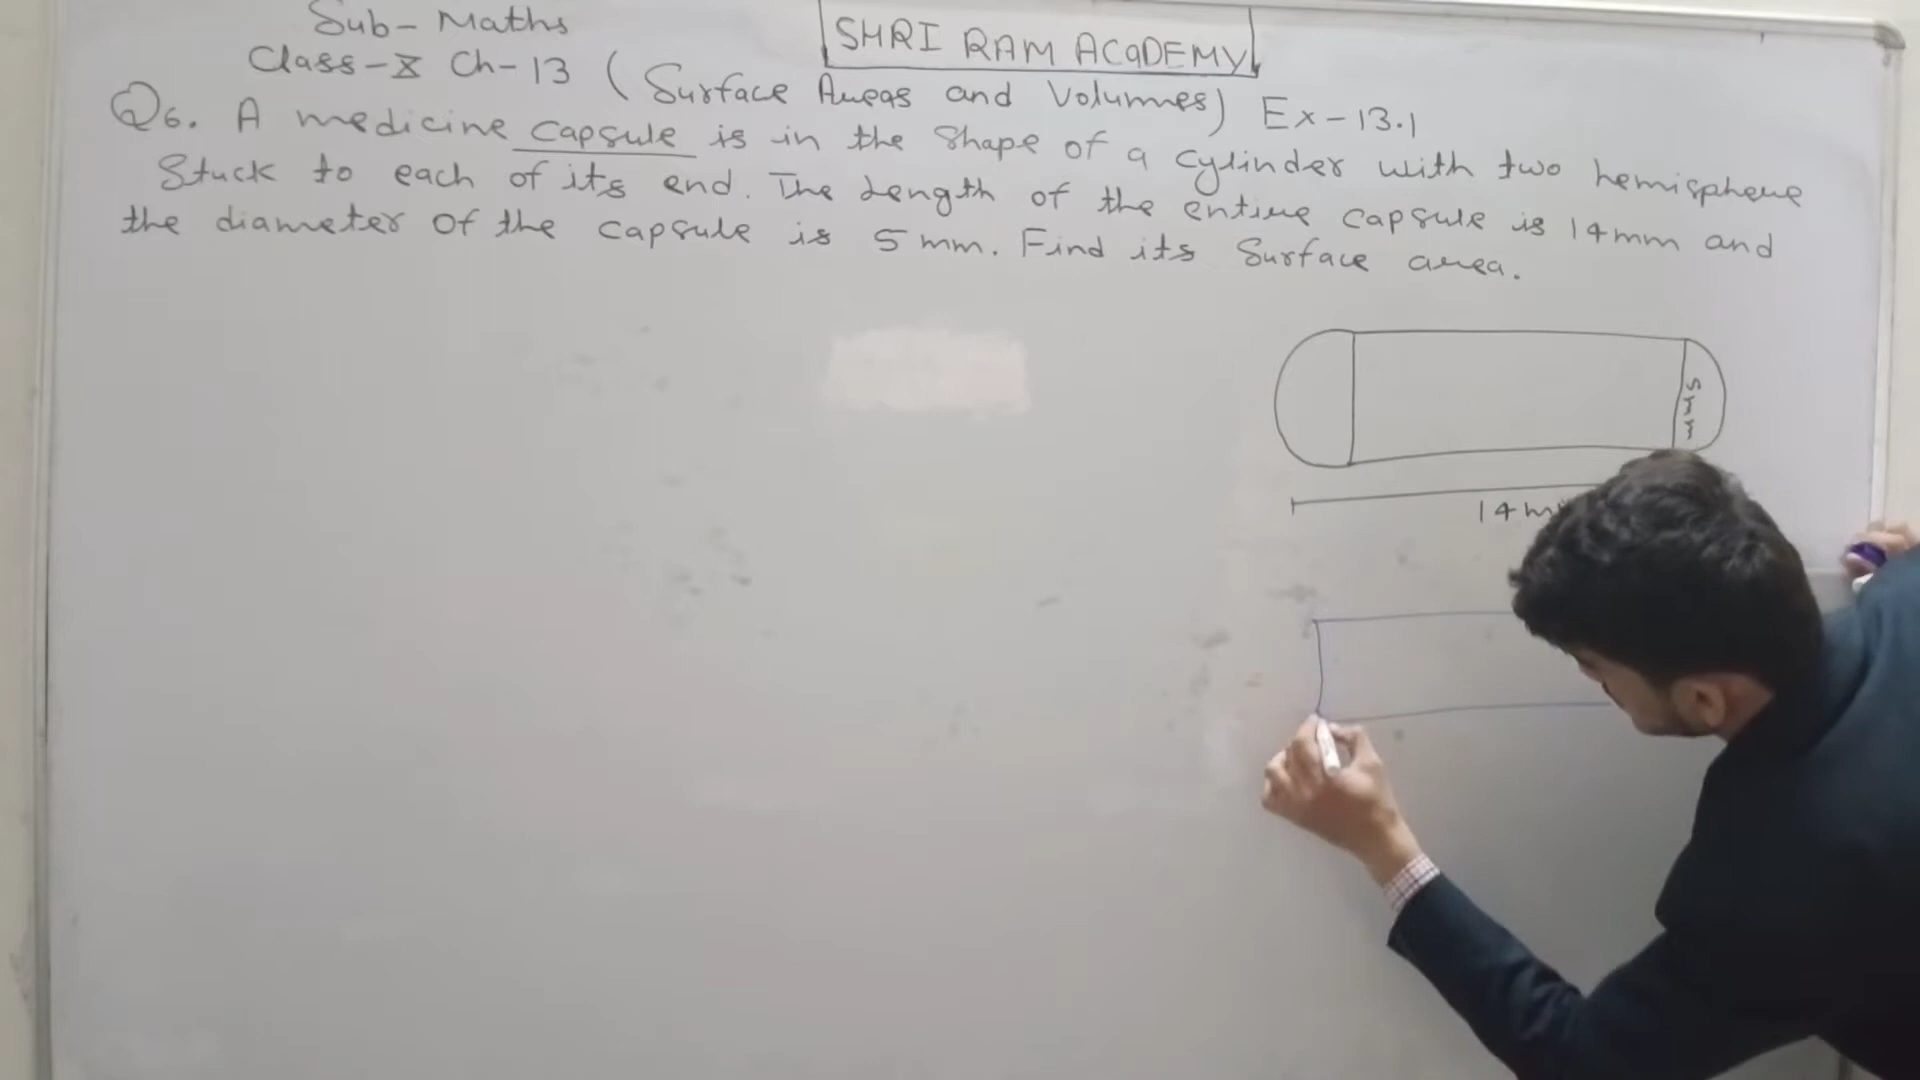 Sub- Maths
SHRI RAM ACADEMY
Class-X Ch-13 (Surface Areas and Volumes) Ex-13.1
Q6. A medicine capsule is in the shape of a cylinder with two hemisphere
Stuck to each of its end. The Length of the entire capsule is 14mm and
the diameter of the capsule is 5mm. Find its Surface area.
5mm
14m